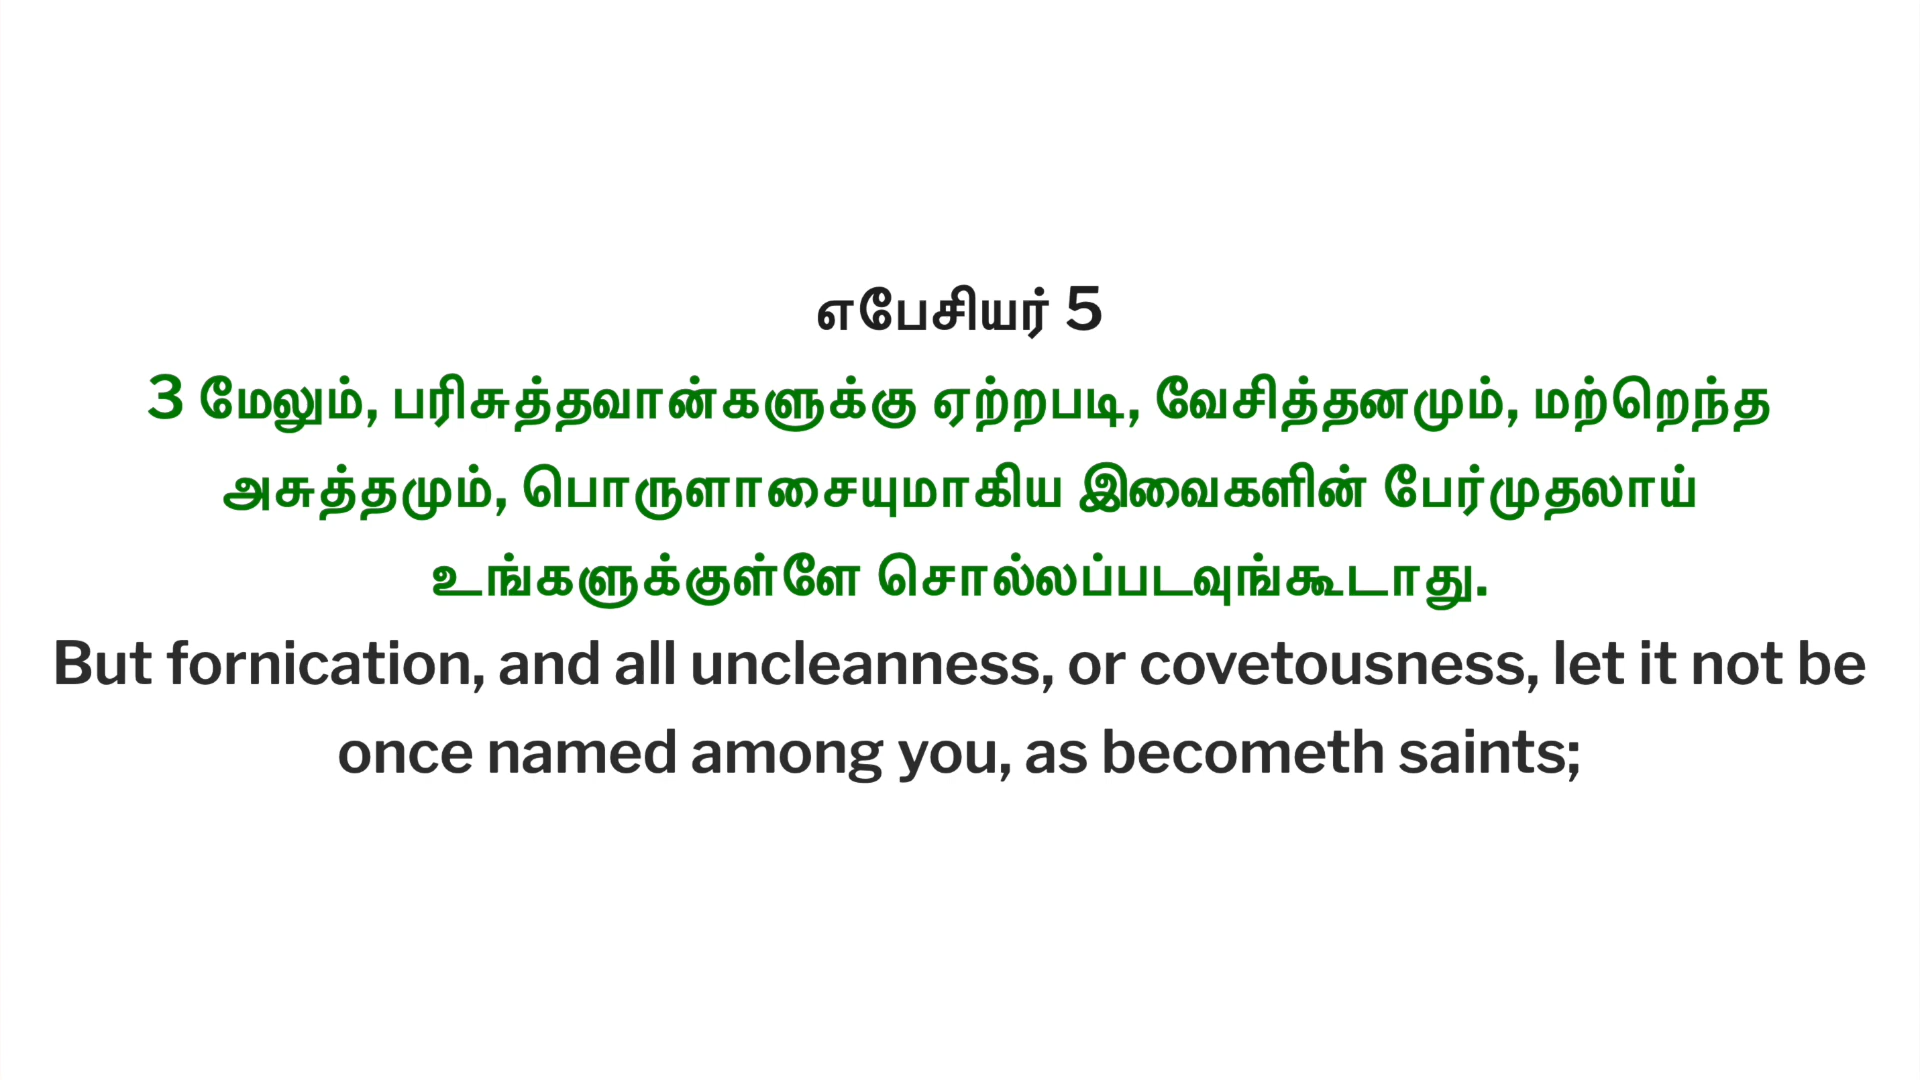 எபேசியர் 5
3 மேலும், பரிசுத்தவான்களுக்கு ஏற்றபடி, வேசித்தனமும், மற்றெந்த
அசுத்தமும், பொருளாசையுமாகிய இவைகளின் பேர்முதலாய்
உங்களுக்குள்ளே சொல்லப்படவுங்கூடாது.
But fornication, and all uncleanness, or covetousness, let it not be
once named among you, as becometh saints;